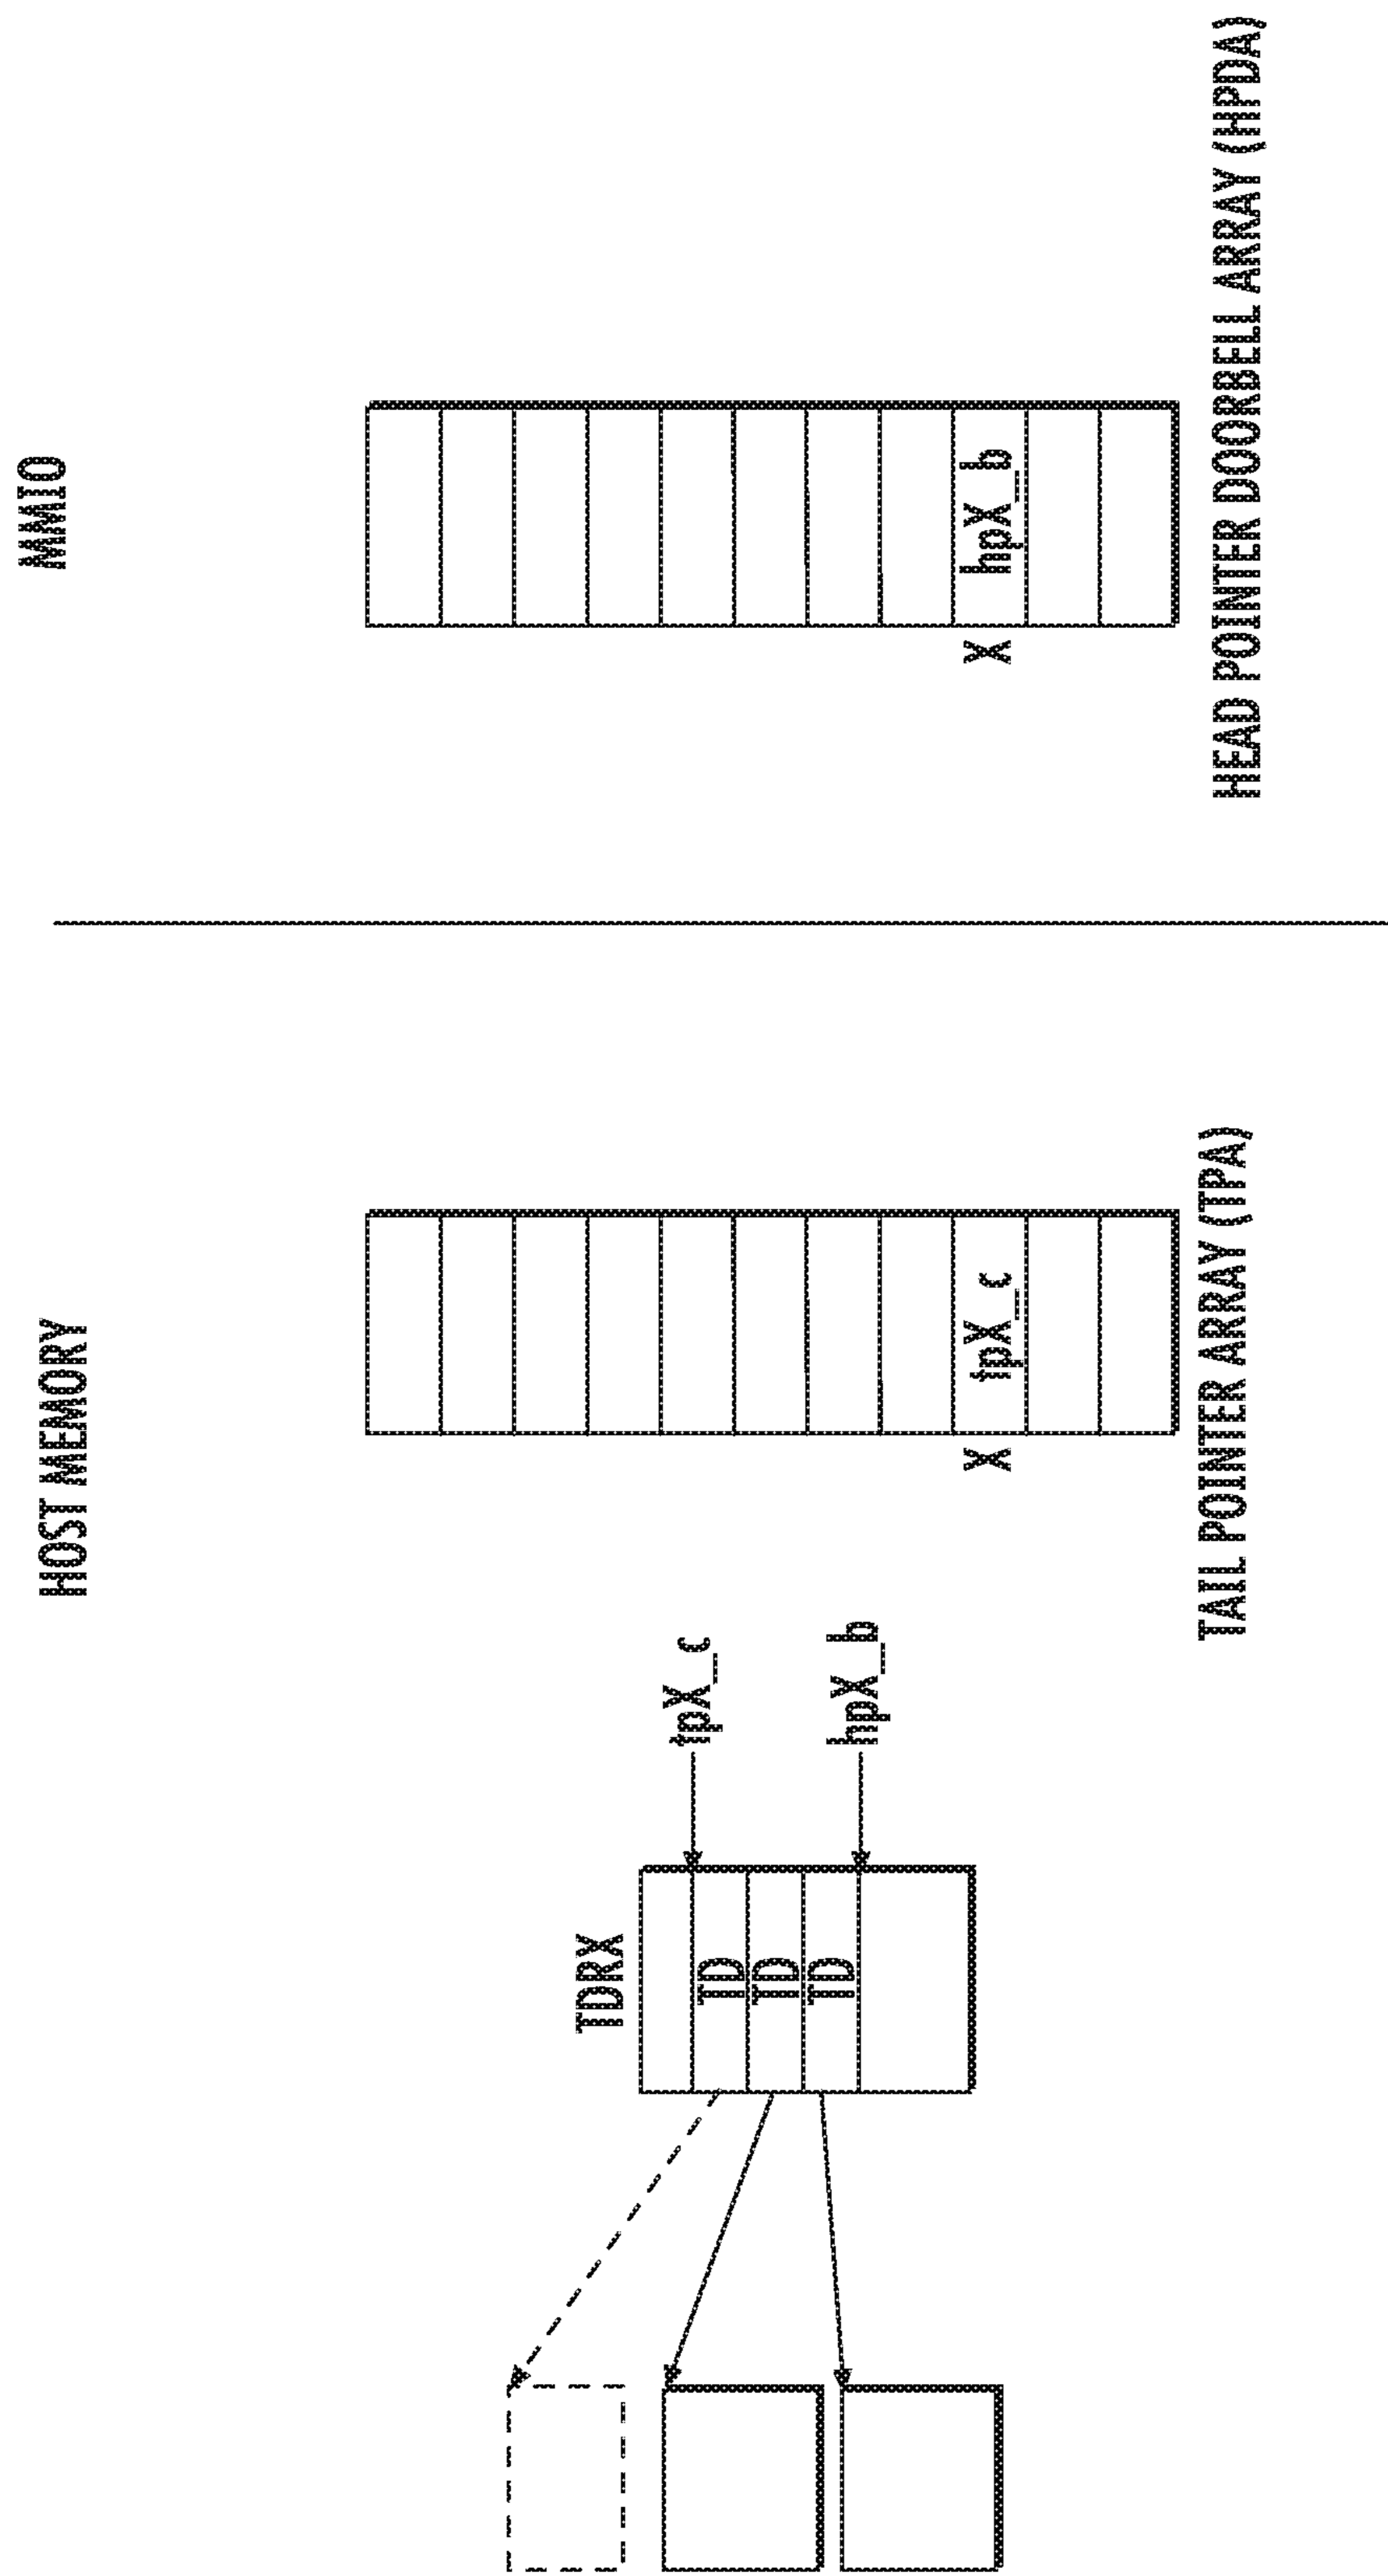 HOST MEMORY
MMIO
TDRX
TD
TD
TD
tpX_c
hpX_b
X
tpX_c
X
hpX_b
TAIL POINTER ARRAY (TPA)
HEAD POINTER DOORBELL ARRAY (HPDA)